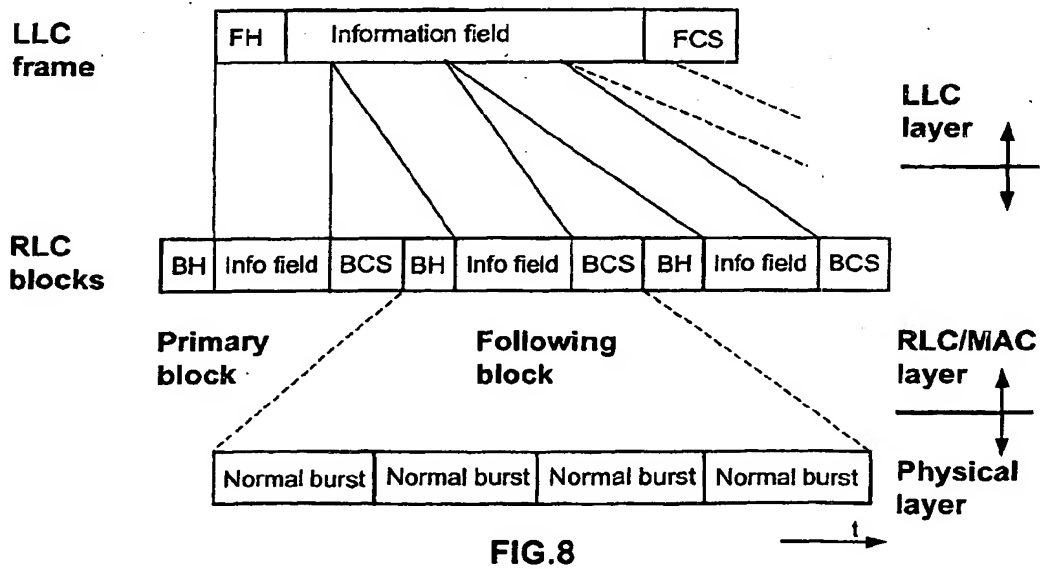 LLC
frame
FH Information field FCS
LLC
layer
RLC
blocks
BH Info field BCS BH Info field BCS BH Info field BCS
Primary
block
Following
block
RLC/MAC
layer
Normal burst Normal burst Normal burst Normal burst
Physical
layer
t
FIG.8